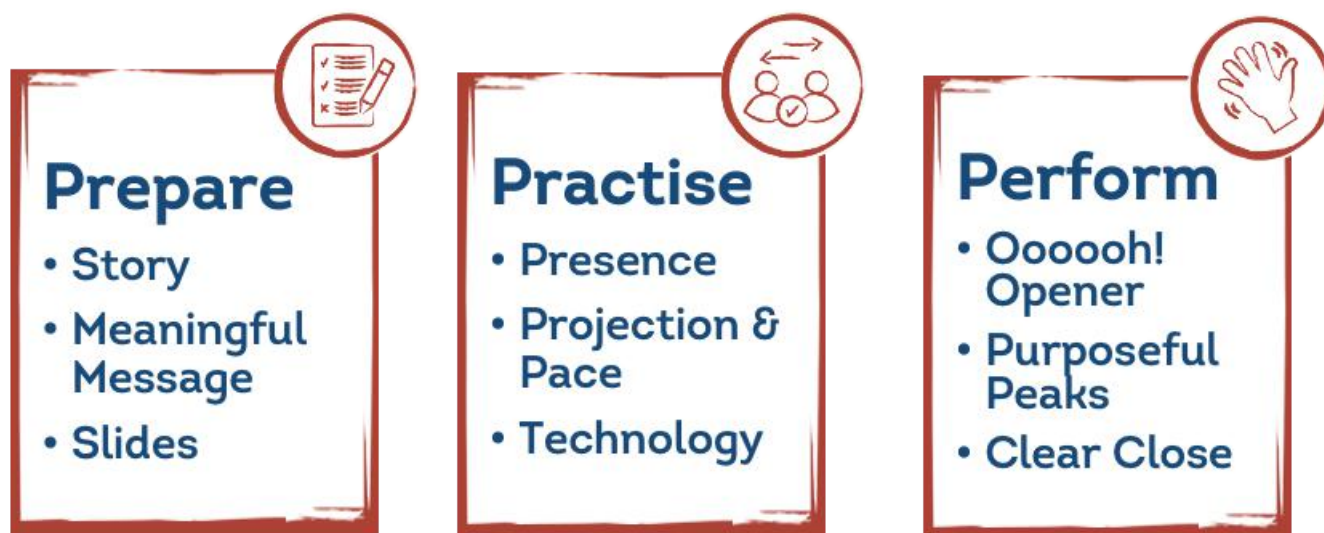 Prepare
• Story
• Meaningful
Message
• Slides
Practise
• Presence
• Projection &
Pace
• Technology
Perform
• Oooooh!
Opener
• Purposeful
Peaks
• Clear Close